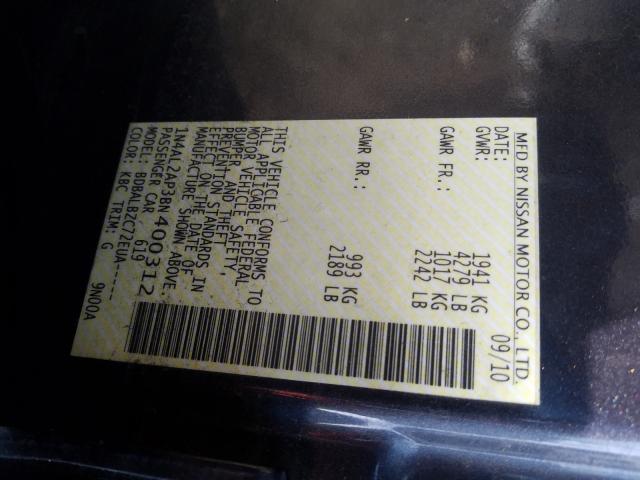 MFD BY NISSAN MOTOR CO., LTD.
DATE: 09/10
GVWR: 1941 KG
4279 LB
GAWR FR.: 1017 KG
2242 LB
GAWR RR.: 993 KG
2189 LB
THIS VEHICLE CONFORMS TO
ALL APPLICABLE FEDERAL
MOTOR VEHICLE SAFETY,
BUMPER, AND THEFT
PREVENTION STANDARDS IN
EFFECT ON THE DATE OF
MANUFACTURE SHOWN ABOVE.
1N4AL2AP3BN400312
PASSENGER CAR 619
MODEL: BDBALBZC72EUA-----
COLOR: KBC TRIM: G 9N00A